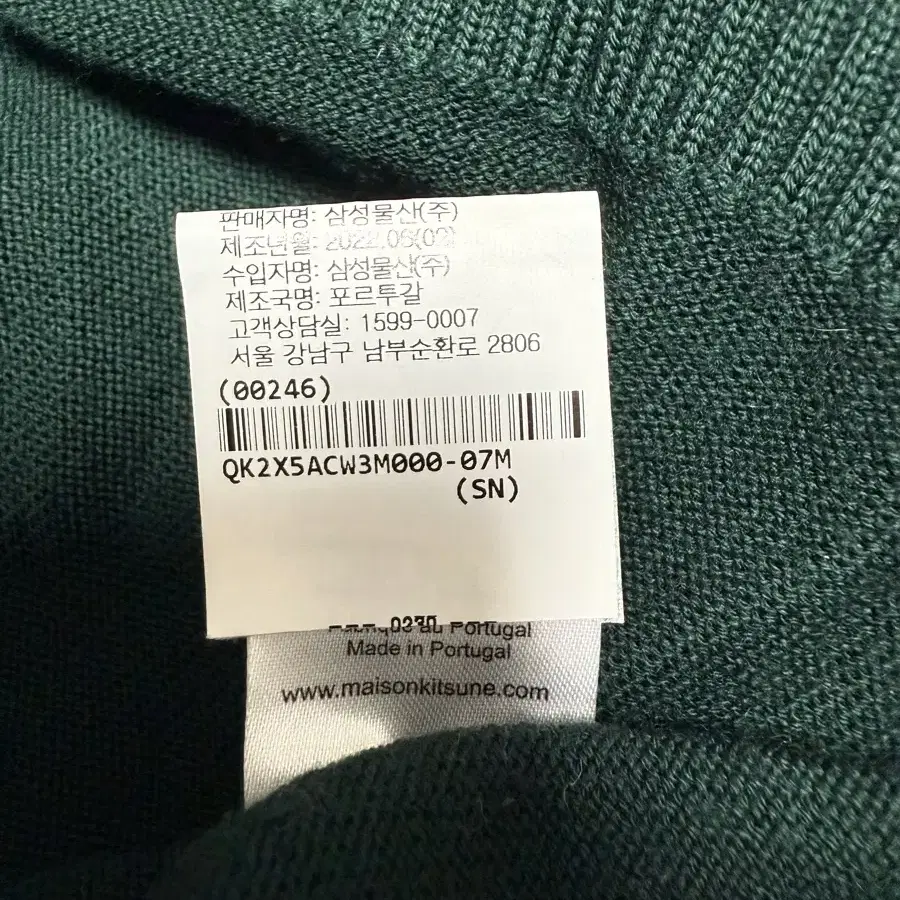 판매자명: 삼성물산(주)
제조년월: 2022.06(02)
수입자명: 삼성물산(주)
제조국명: 포르투갈
고객상담실: 1599-0007
서울 강남구 남부순환로 2806
(00246)
QK2X5ACW3M000-07M
(SN)
au Portugal
Made in Portugal
www.maisonkitsune.com